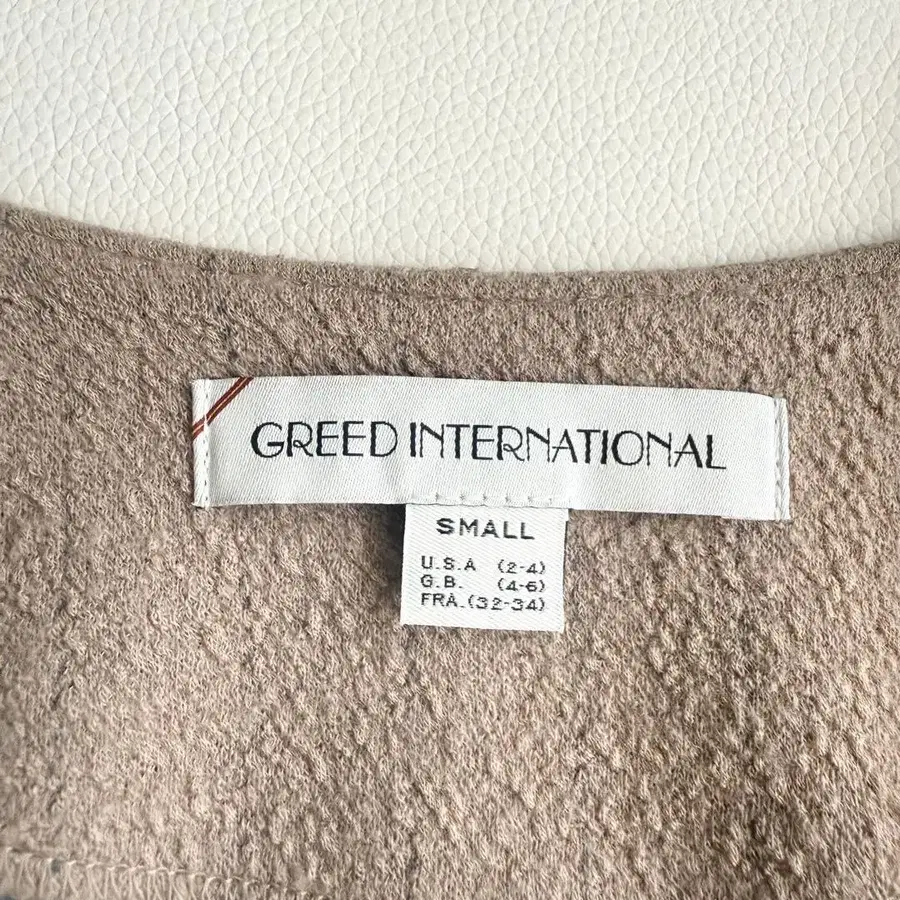 GREED INTERNATIONAL
SMALL
U.S.A (2-4)
G.B. (4-6)
FRA.(32-34)